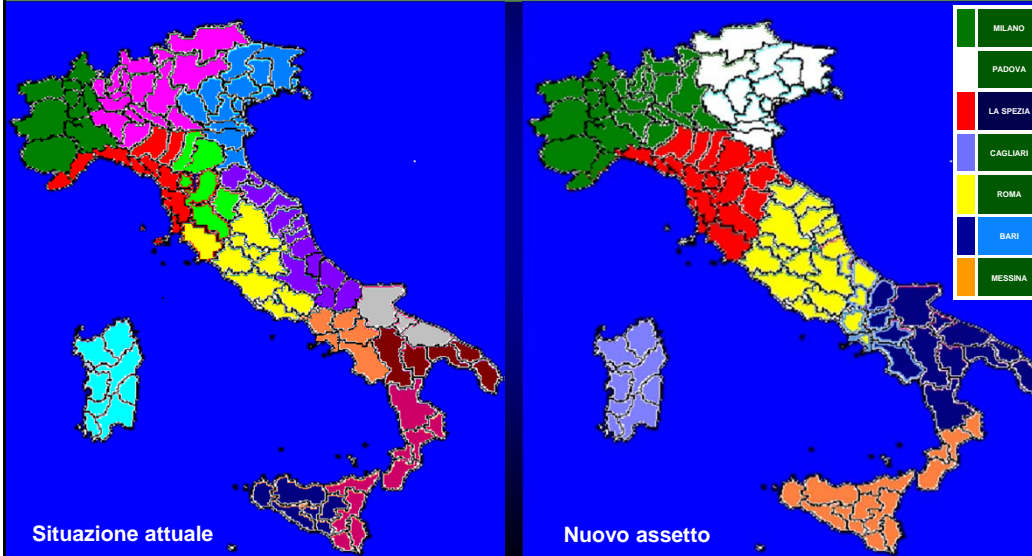 MILANO
PADOVA
LA SPEZIA
CAGLIARI
ROMA
BARI
MESSINA
Situazione attuale
Nuovo assetto